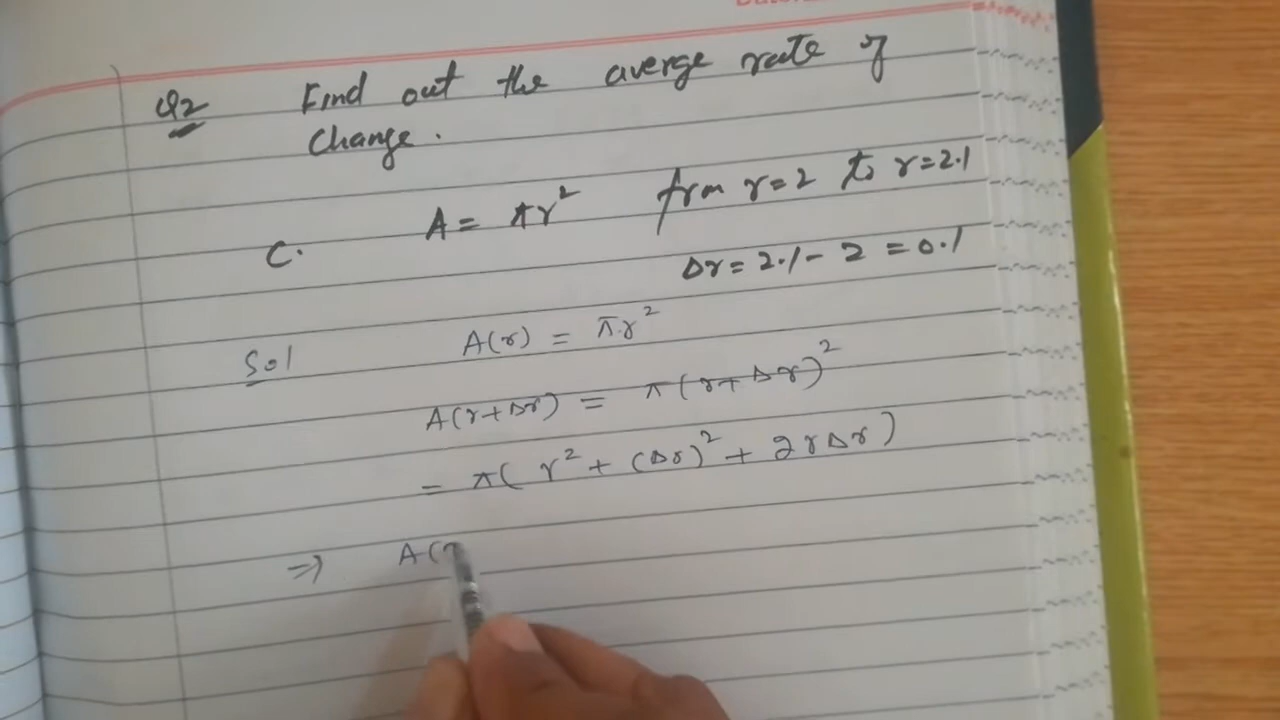 Q2 Find out the averge rate of
Change.
C. A = πr² from r=2 to r=2.1
Δr = 2.1 - 2 = 0.1
Sol A(r) = πr²
A(r+Δr) = π(r+Δr)²
= π( r² + (Δr)² + 2rΔr)
⇒ A(